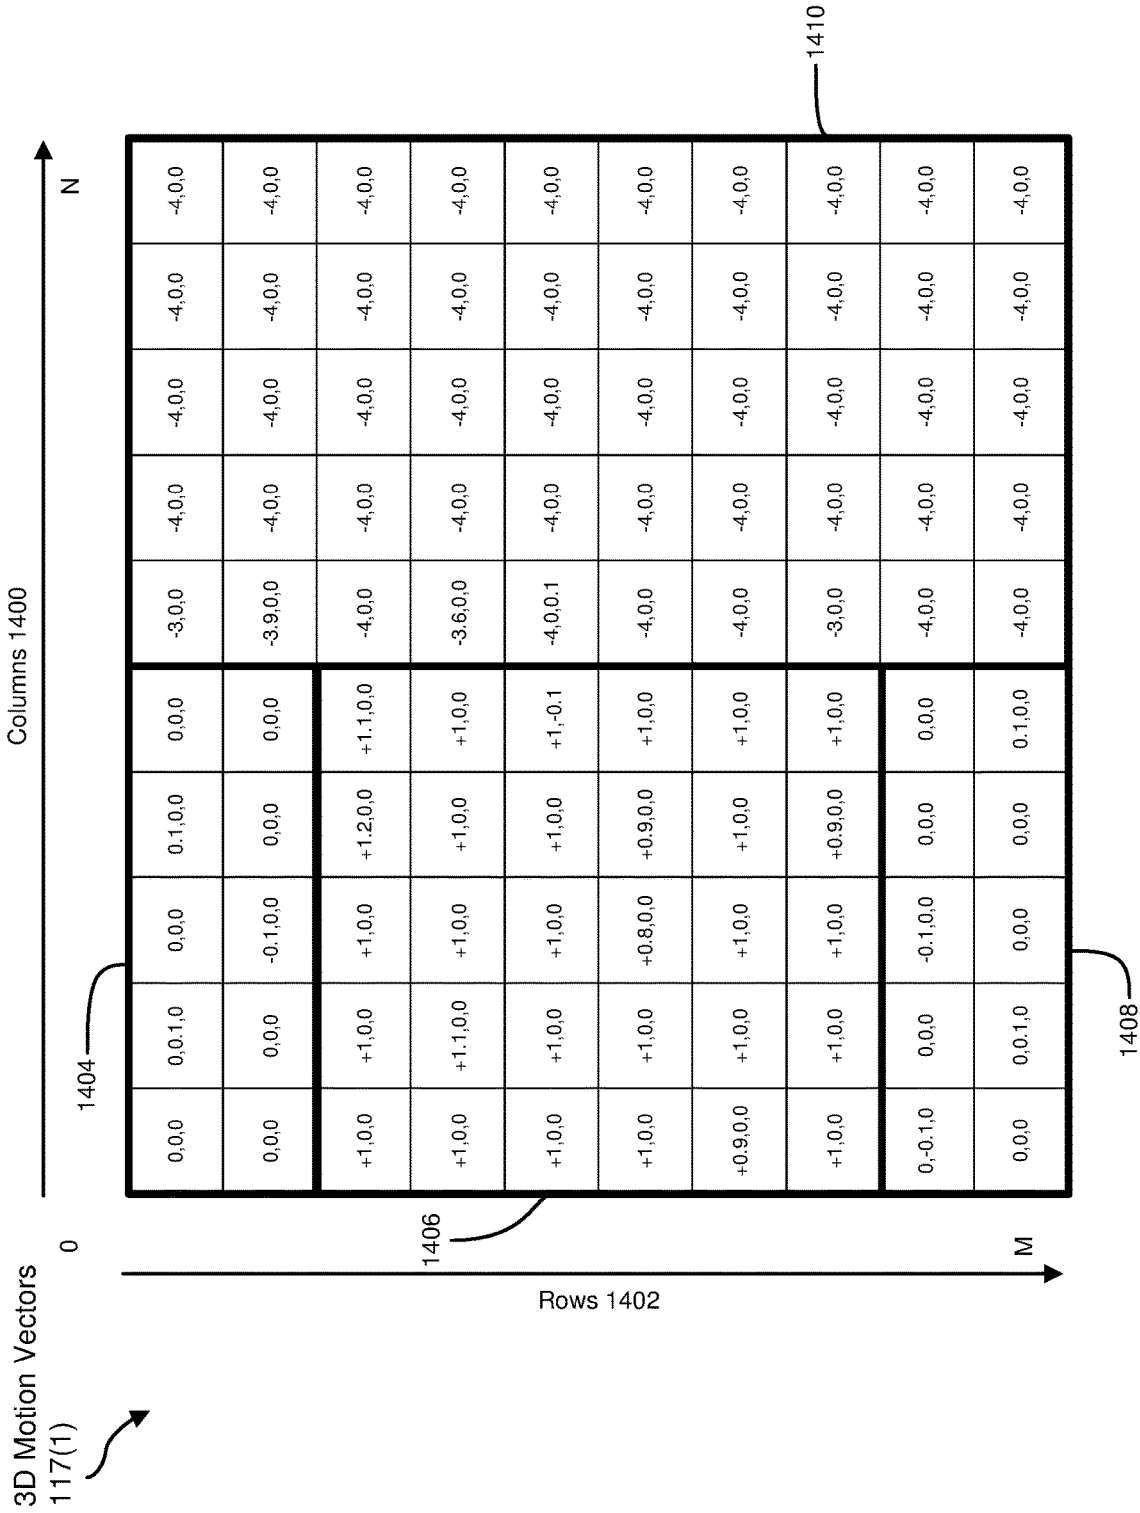 3D Motion Vectors
117(1)
Columns 1400
0 N
1404
0,0,0 0,0.1,0 0,0,0 0.1,0,0 0,0,0 -3,0,0 -4,0,0 -4,0,0 -4,0,0 -4,0,0
0,0,0 0,0,0 -0.1,0,0 0,0,0 0,0,0 -3.9,0,0 -4,0,0 -4,0,0 -4,0,0 -4,0,0
+1,0,0 +1,0,0 +1,0,0 +1.2,0,0 +1.1,0,0 -4,0,0 -4,0,0 -4,0,0 -4,0,0 -4,0,0
1406
+1,0,0 +1.1,0,0 +1,0,0 +1,0,0 +1,0,0 -3.6,0,0 -4,0,0 -4,0,0 -4,0,0 -4,0,0
+1,0,0 +1,0,0 +1,0,0 +1,0,0 +1,-0.1 -4,0,0.1 -4,0,0 -4,0,0 -4,0,0 -4,0,0
Rows 1402
+1,0,0 +1,0,0 +0.8,0,0 +0.9,0,0 +1,0,0 -4,0,0 -4,0,0 -4,0,0 -4,0,0 -4,0,0
+0.9,0,0 +1,0,0 +1,0,0 +1,0,0 +1,0,0 -4,0,0 -4,0,0 -4,0,0 -4,0,0 -4,0,0
+1,0,0 +1,0,0 +1,0,0 +0.9,0,0 +1,0,0 -3,0,0 -4,0,0 -4,0,0 -4,0,0 -4,0,0
1410
0,-0.1,0 0,0,0 -0.1,0,0 0,0,0 0,0,0 -4,0,0 -4,0,0 -4,0,0 -4,0,0 -4,0,0
M
0,0,0 0,0.1,0 0,0,0 0,0,0 0.1,0,0 -4,0,0 -4,0,0 -4,0,0 -4,0,0 -4,0,0
1408